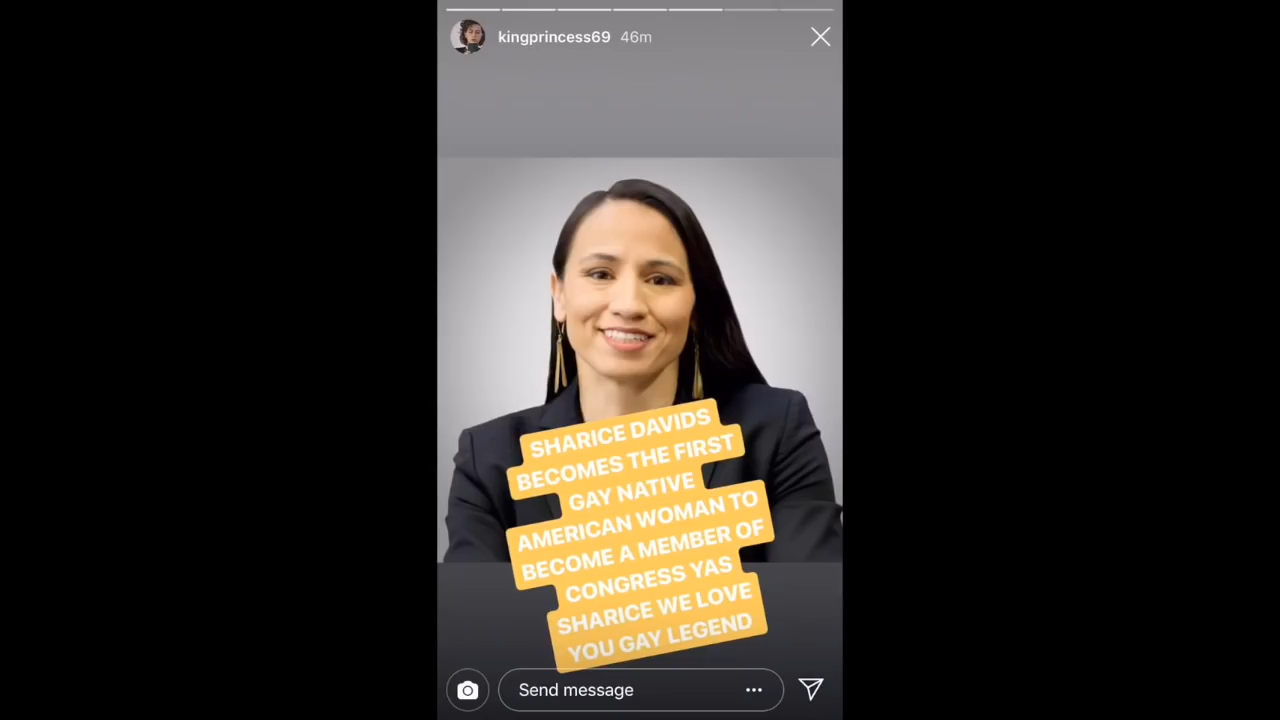 kingprincess69 46m
SHARICE DAVIDS
BECOMES THE FIRST
GAY NATIVE
AMERICAN WOMAN TO
BECOME A MEMBER OF
CONGRESS YAS
SHARICE WE LOVE
YOU GAY LEGEND
Send message